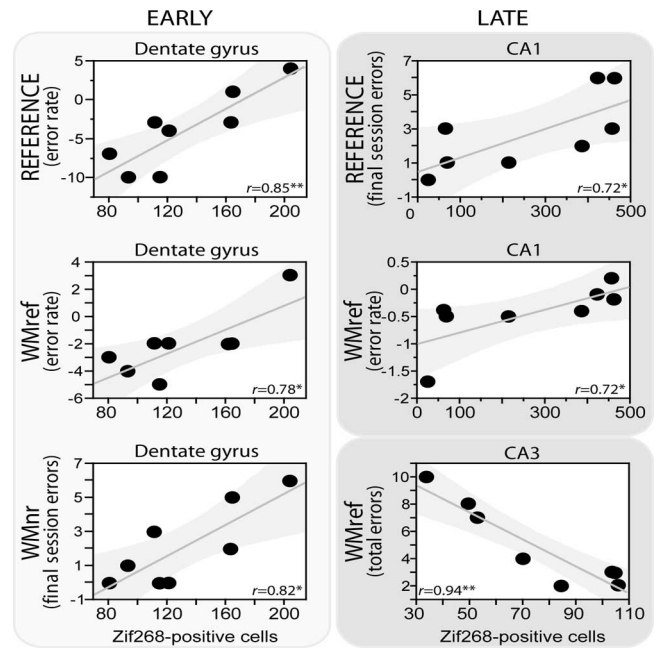 EARLY
Dentate gyrus
REFERENCE
(error rate)
5
0
-5
-10
80 120 160 200
r=0.85**
Dentate gyrus
WMref
(error rate)
4
2
0
-2
-4
-6
80 120 160 200
r=0.78*
Dentate gyrus
WMnr
(final session errors)
7
5
3
1
-1
80 120 160 200
r=0.82*
Zif268-positive cells
LATE
CA1
REFERENCE
(final session errors)
7
5
3
1
-1
0 100 300 500
r=0.72*
CA1
WMref
(error rate)
0.5
0
-0.5
-1
-1.5
-2
0 100 300 500
r=0.72*
CA3
WMref
(total errors)
10
8
6
4
2
30 50 70 90 110
r=0.94**
Zif268-positive cells